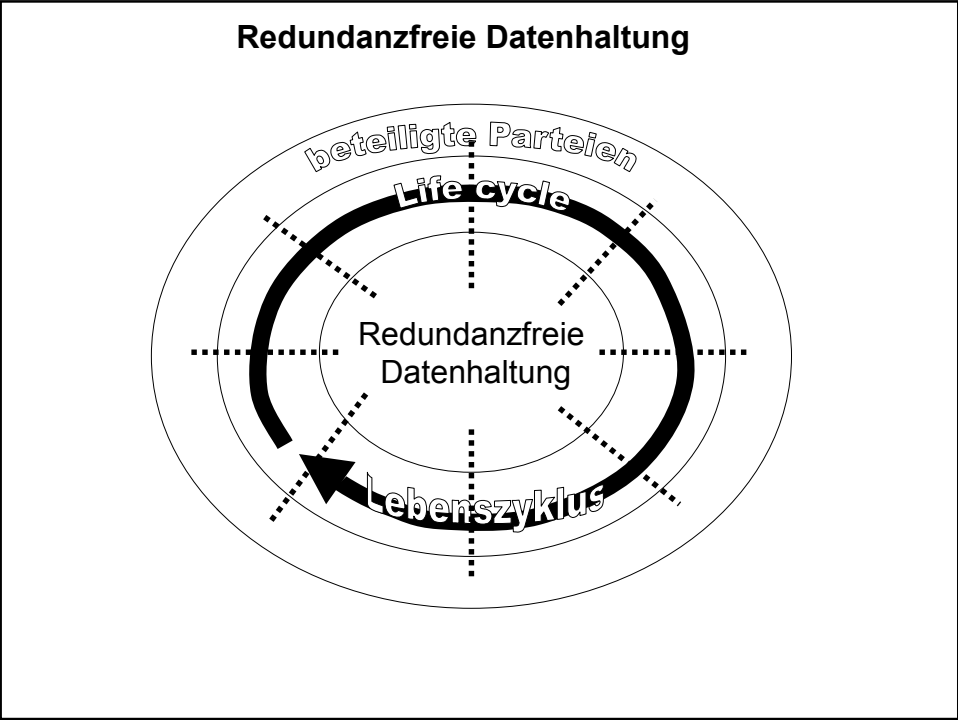 Redundanzfreie Datenhaltung
beteiligte Parteien
Life cycle
Redundanzfreie
Datenhaltung
Lebenszyklus